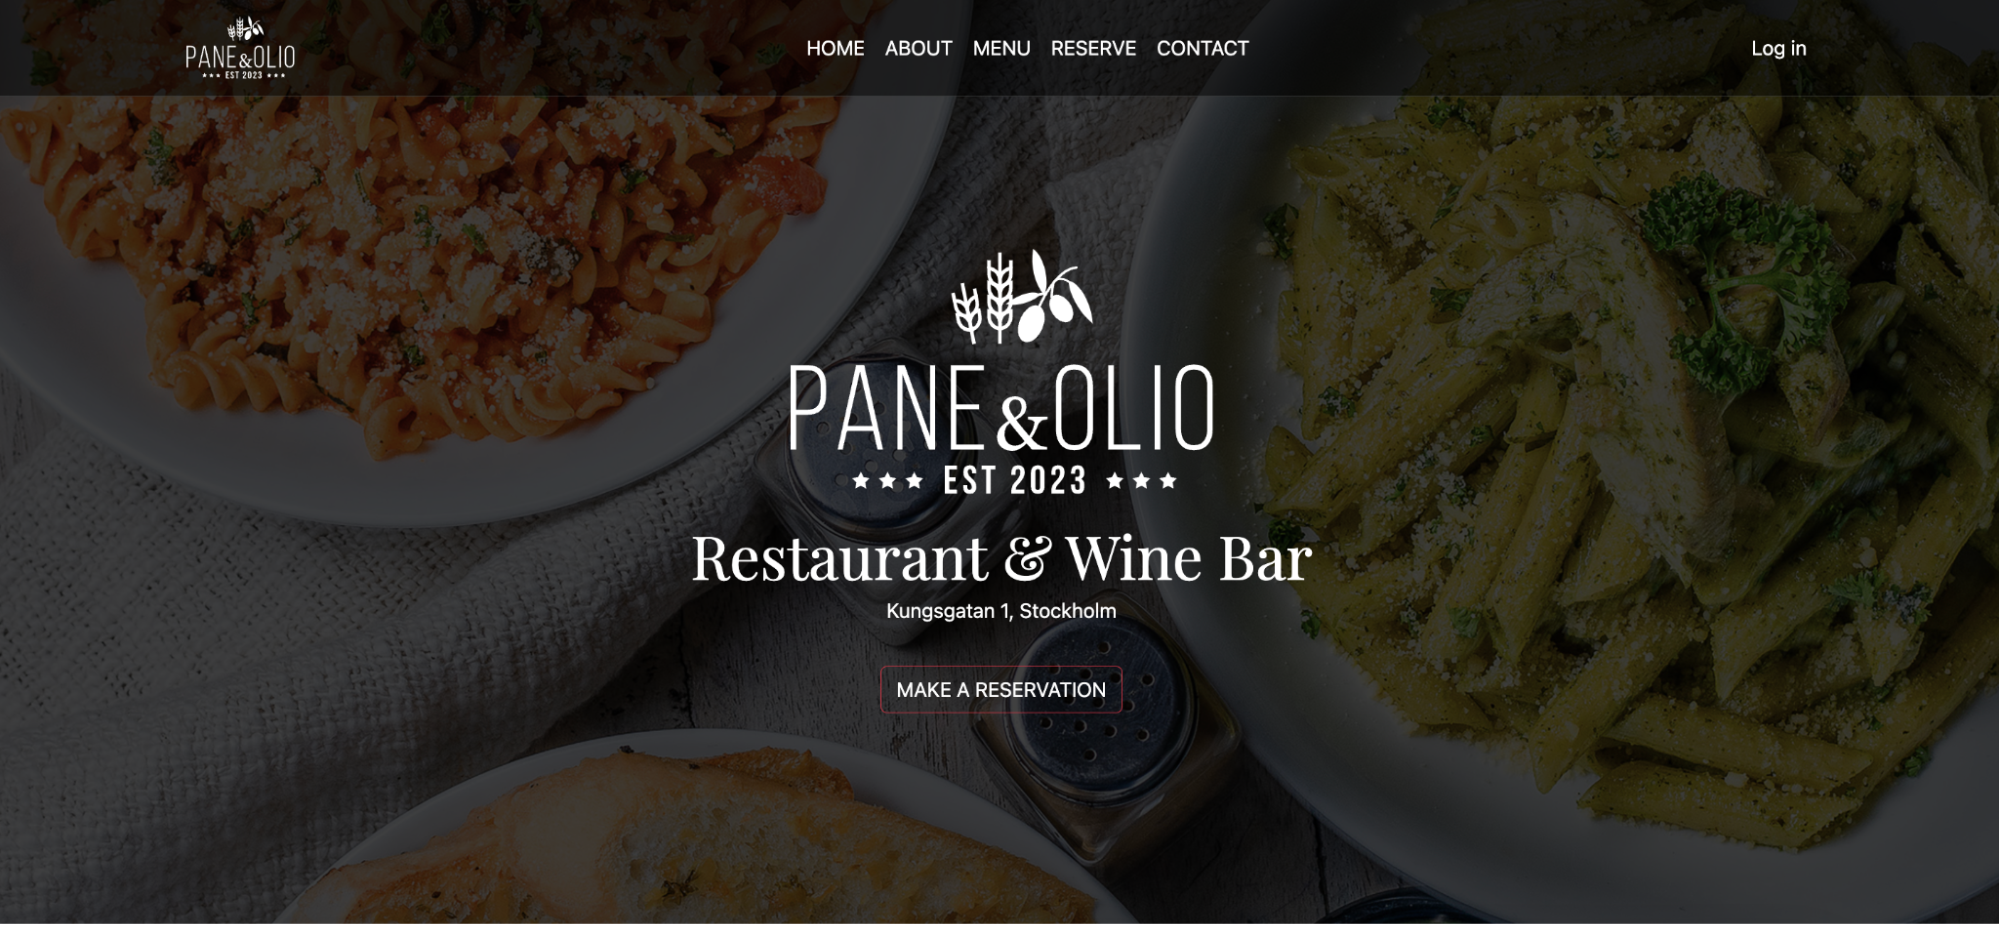 PANE&OLIO
★★★ EST 2023 ★★★
HOME ABOUT MENU RESERVE CONTACT
Log in
PANE&OLIO
★★★ EST 2023 ★★★
Restaurant & Wine Bar
Kungsgatan 1, Stockholm
MAKE A RESERVATION